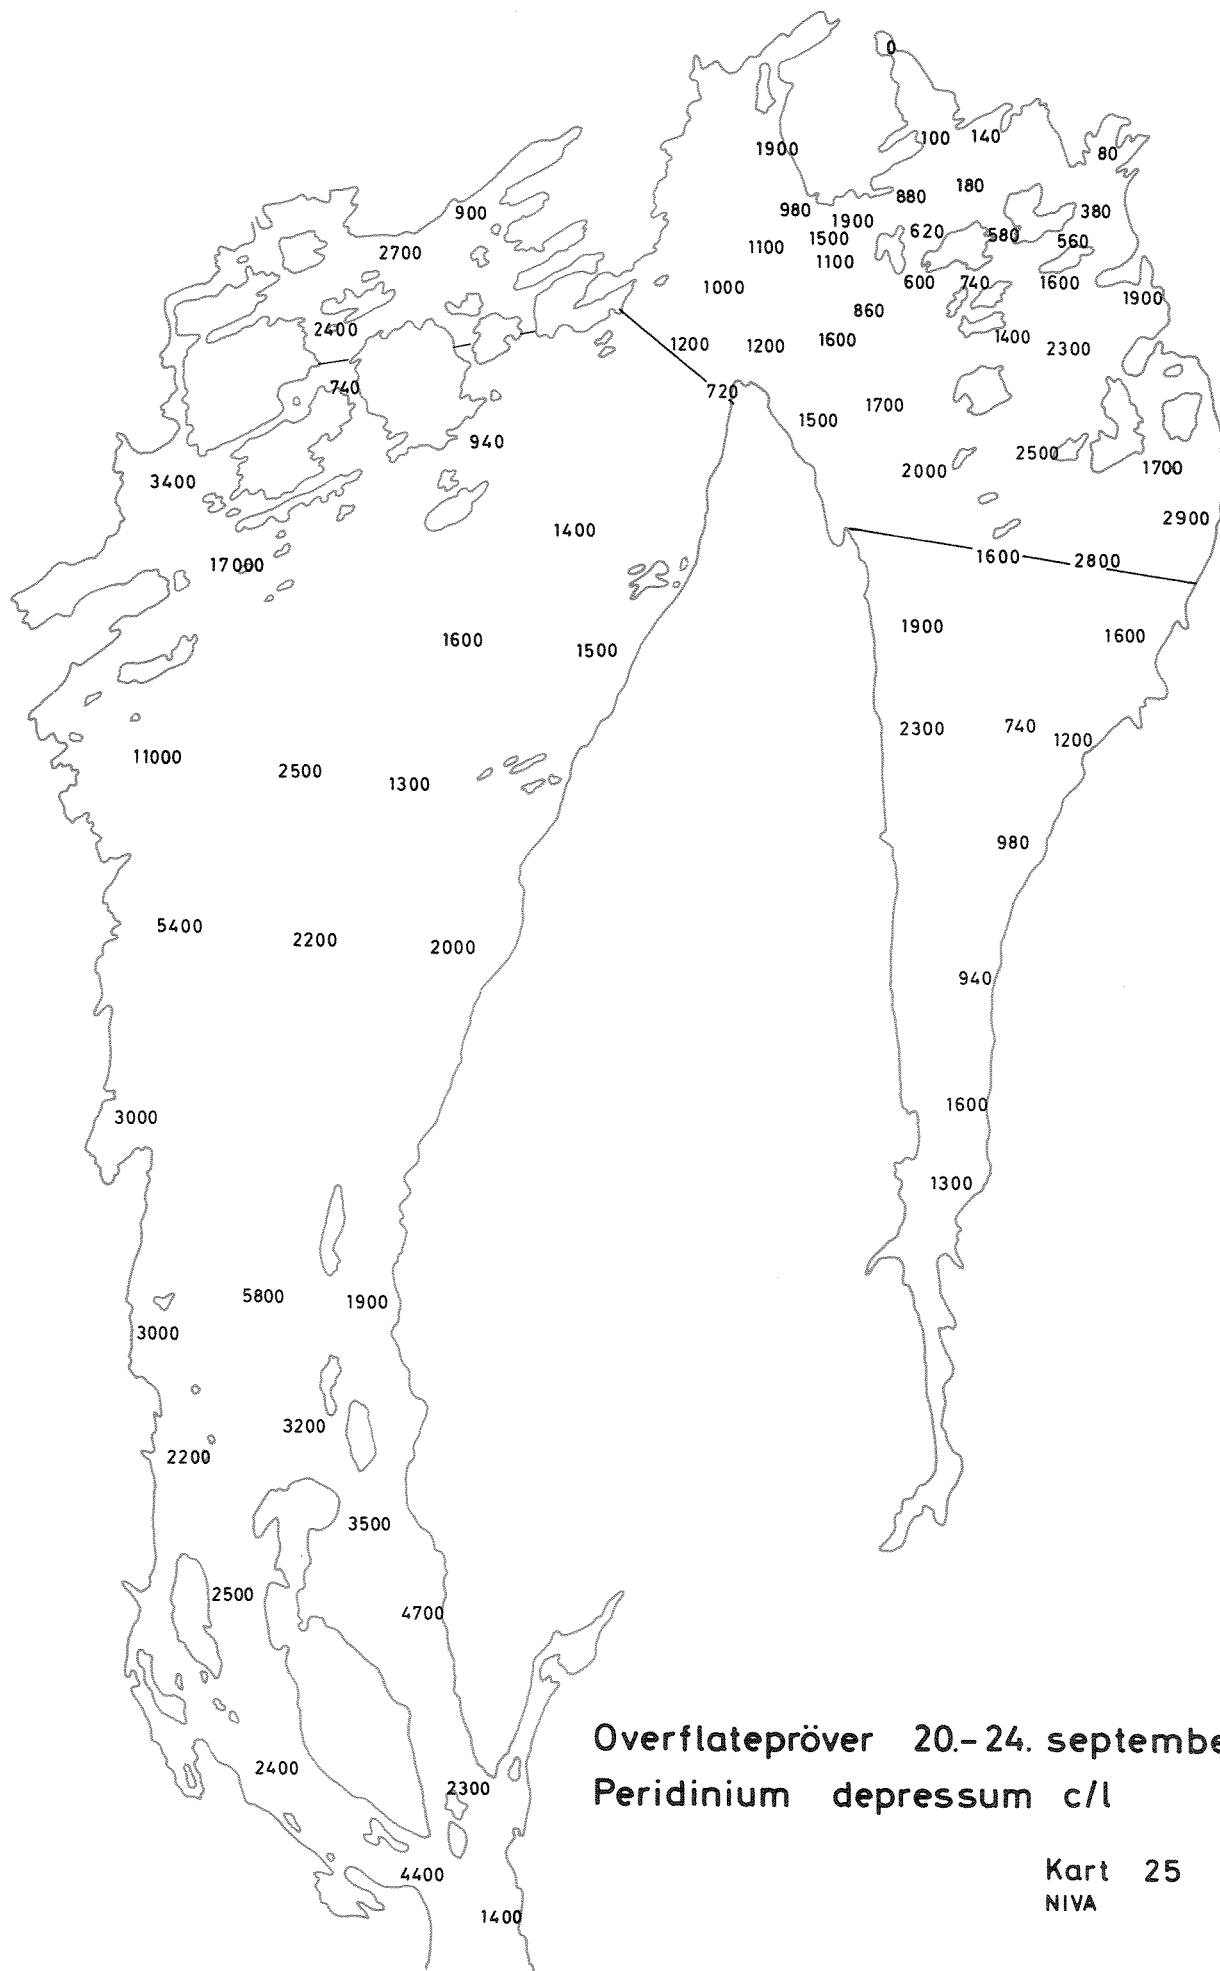 0
100 140
1900
80
880 180
900 980 1900 380
620 580 560
2700 1100 1500
1100
1000 600 740 1600
1900
860
2400 1200 1200 1600 1400 2300
740 720
1500 1700
940
3400 2000 2500 1700
1400 2900
17000 1600 2800
1600 1500 1900 1600
2300 740 1200
11000 2500 1300
980
5400 2200 2000
940
3000 1600
1300
5800 1900
3000
3200
2200
3500
2500
4700
Overflatepröver 20.-24. septembe
2400
2300
Peridinium depressum c/l
4400
Kart 25
NIVA
1400